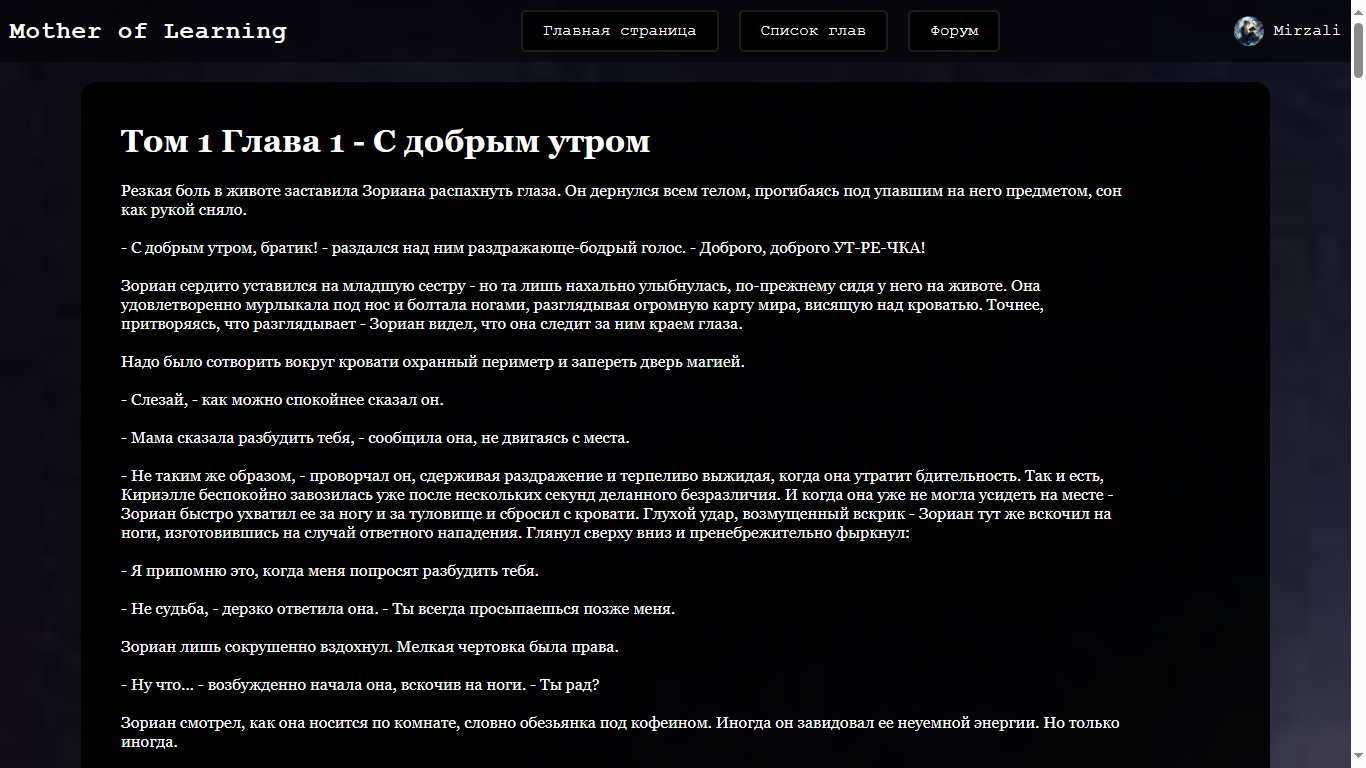 Mother of Learning
Главная страница
Список глав
Форум
Mirzali
Том 1 Глава 1 - С добрым утром
Резкая боль в животе заставила Зориана распахнуть глаза. Он дернулся всем телом, прогибаясь под упавшим на него предметом, сон
как рукой сняло.
- С добрым утром, братик! - раздался над ним раздражающе-бодрый голос. - Доброго, доброго УТ-РЕ-ЧКА!
Зориан сердито уставился на младшую сестру - но та лишь нахально улыбнулась, по-прежнему сидя у него на животе. Она
удовлетворенно мурлыкала под нос и болтала ногами, разглядывая огромную карту мира, висящую над кроватью. Точнее,
притворяясь, что разглядывает - Зориан видел, что она следит за ним краем глаза.
Надо было сотворить вокруг кровати охранный периметр и запереть дверь магией.
- Слезай, - как можно спокойнее сказал он.
- Мама сказала разбудить тебя, - сообщила она, не двигаясь с места.
- Не таким же образом, - проворчал он, сдерживая раздражение и терпеливо выжидая, когда она утратит бдительность. Так и есть,
Кириэлле беспокойно завозилась уже после нескольких секунд деланного безразличия. И когда она уже не могла усидеть на месте -
Зориан быстро ухватил ее за ногу и за туловище и сбросил с кровати. Глухой удар, возмущенный вскрик - Зориан тут же вскочил на
ноги, изготовившись на случай ответного нападения. Глянул сверху вниз и пренебрежительно фыркнул:
- Я припомню это, когда меня попросят разбудить тебя.
- Не судьба, - дерзко ответила она. - Ты всегда просыпаешься позже меня.
Зориан лишь сокрушенно вздохнул. Мелкая чертовка была права.
- Ну что... - возбужденно начала она, вскочив на ноги. - Ты рад?
Зориан смотрел, как она носится по комнате, словно обезьянка под кофеином. Иногда он завидовал ее неуемной энергии. Но только
иногда.